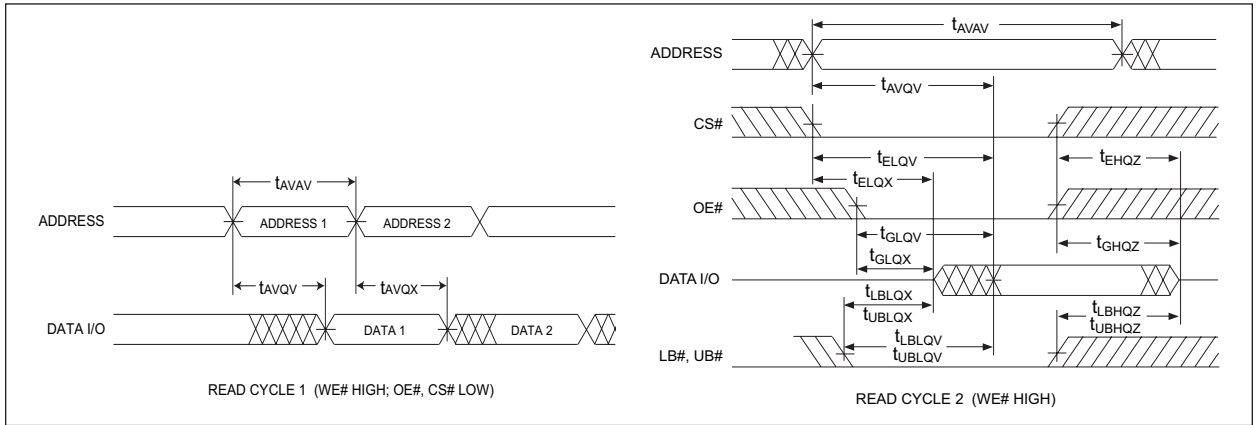 tAVAV
ADDRESS
ADDRESS 1
ADDRESS 2
tAVQV
tAVQX
DATA I/O
DATA 1
DATA 2
READ CYCLE 1 (WE# HIGH; OE#, CS# LOW)
tAVAV
ADDRESS
tAVQV
CS#
tELQV
tEHQZ
tELQX
OE#
tGLQV
tGHQZ
tGLQX
DATA I/O
tLBLQX
tUBLQX
tLBHQZ
tUBHQZ
tLBLQV
tUBLQV
LB#, UB#
READ CYCLE 2 (WE# HIGH)